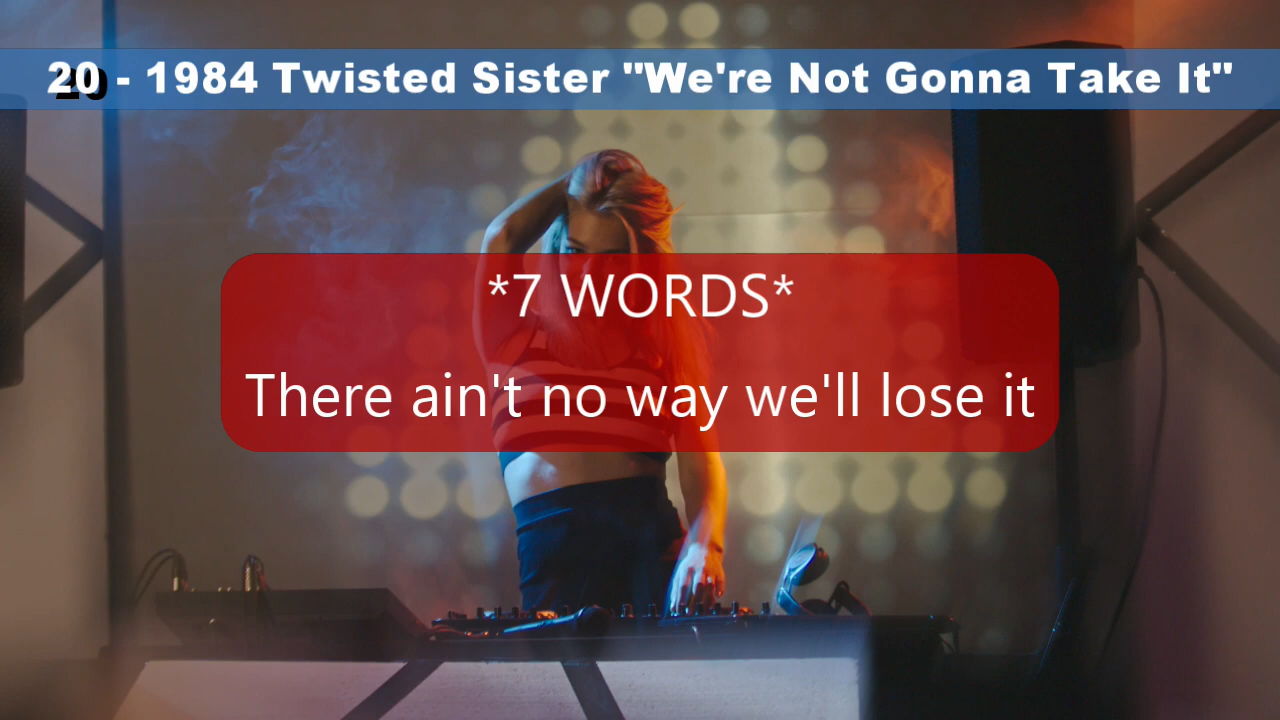 20 - 1984 Twisted Sister "We're Not Gonna Take It"
*7 WORDS*
There ain't no way we'll lose it